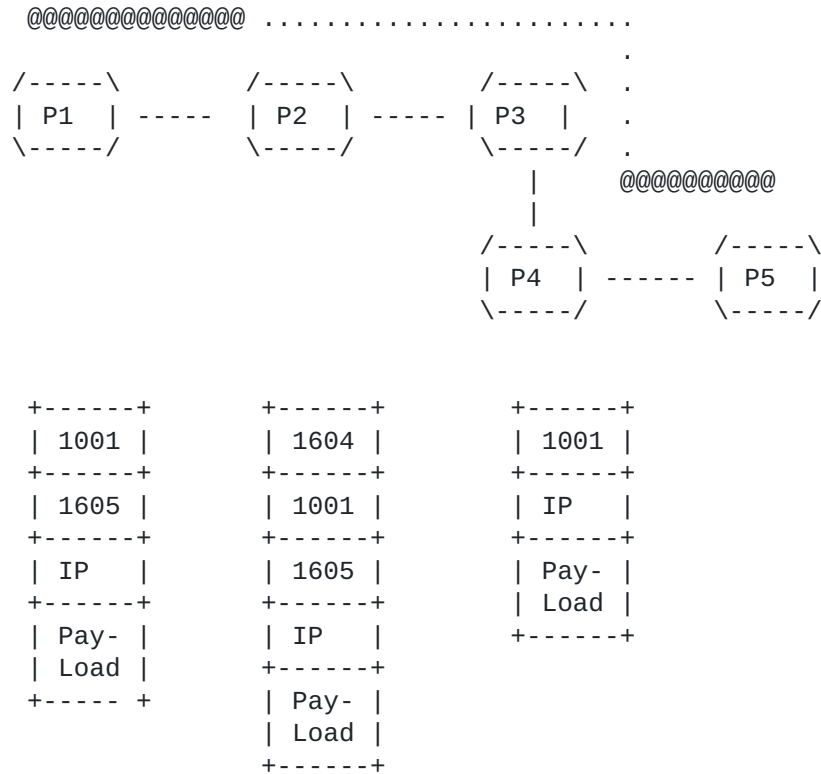 @@@@@@@@@@@@@@ ........................
                                       .
/-----\        /-----\        /-----\  .
| P1  | -----  | P2  | ----- | P3  |   .
\-----/        \-----/        \-----/  .
                                 |     @@@@@@@@@@
                                 |
                              /-----\        /-----\
                              | P4  | ------ | P5  |
                              \-----/        \-----/
 +------+       +------+        +------+
 | 1001 |       | 1604 |        | 1001 |
 +------+       +------+        +------+
 | 1605 |       | 1001 |        | IP   |
 +------+       +------+        +------+
 | IP   |       | 1605 |        | Pay- |
 +------+       +------+        | Load |
 | Pay- |       | IP   |        +------+
 | Load |       +------+
 +----- +       | Pay- |
                | Load |
                +------+